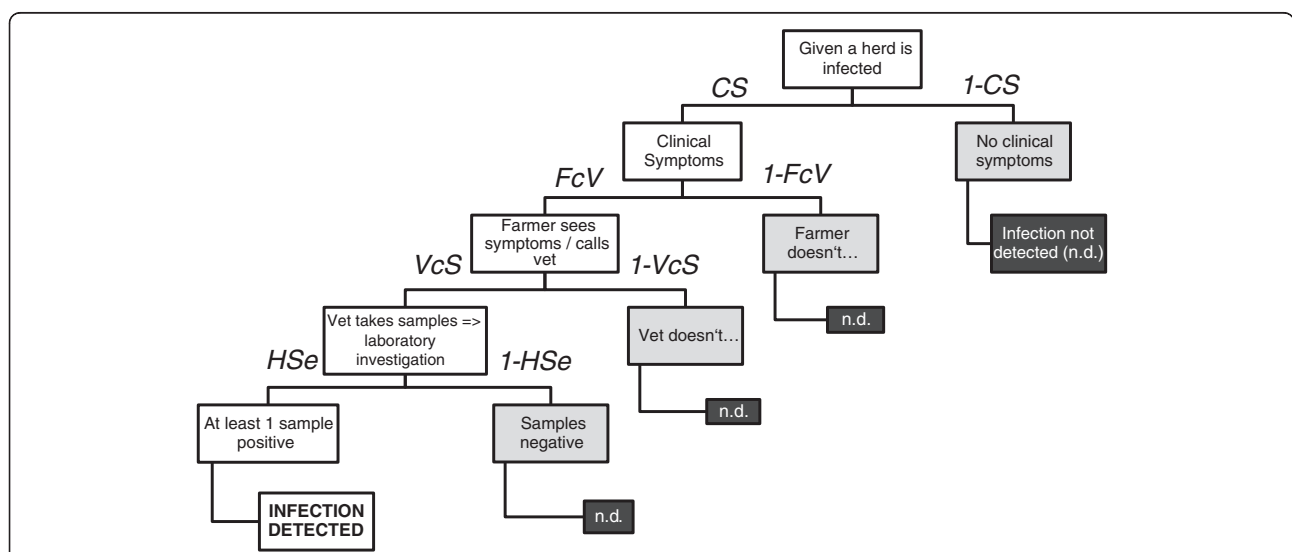 Given a herd is
infected
CS
1-CS
Clinical
Symptoms
No clinical
symptoms
FcV
1-FcV
Farmer sees
symptoms / calls
vet
Farmer
doesn‘t…
Infection not
detected (n.d.)
VcS
1-VcS
Vet takes samples =>
laboratory
investigation
Vet doesn‘t…
n.d.
HSe
1-HSe
At least 1 sample
positive
Samples
negative
n.d.
INFECTION
DETECTED
n.d.